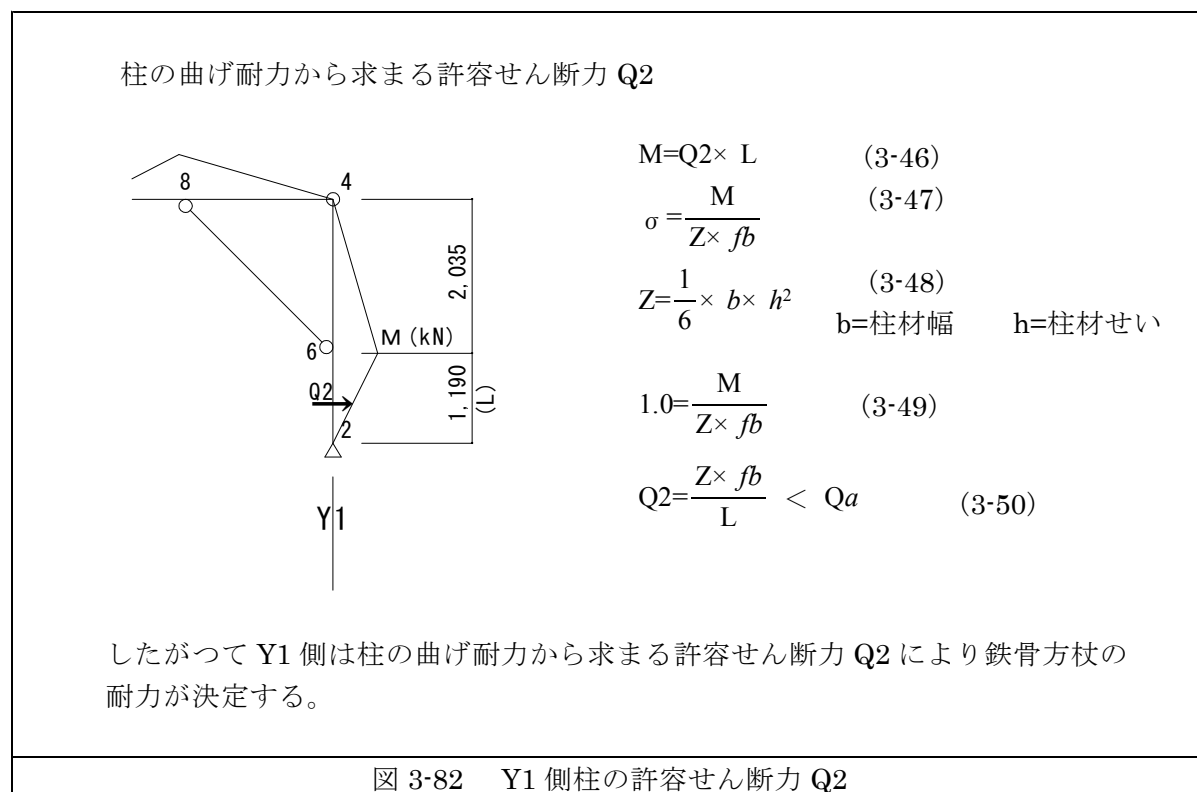 柱の曲げ耐力から求まる許容せん断力 Q2
8
4
2,035
M (kN)
6
Q2
1,190
(L)
2
Y1
M=Q2× L （3-46）
σ=M/(Z× fb) （3-47）
Z=1/6× b× h² （3-48）
b=柱材幅 h=柱材せい
1.0=M/(Z× fb) （3-49）
Q2=(Z× fb)/L ＜ Qa （3-50）
したがつて Y1 側は柱の曲げ耐力から求まる許容せん断力 Q2 により鉄骨方杖の
耐力が決定する。
図 3-82 Y1 側柱の許容せん断力 Q2